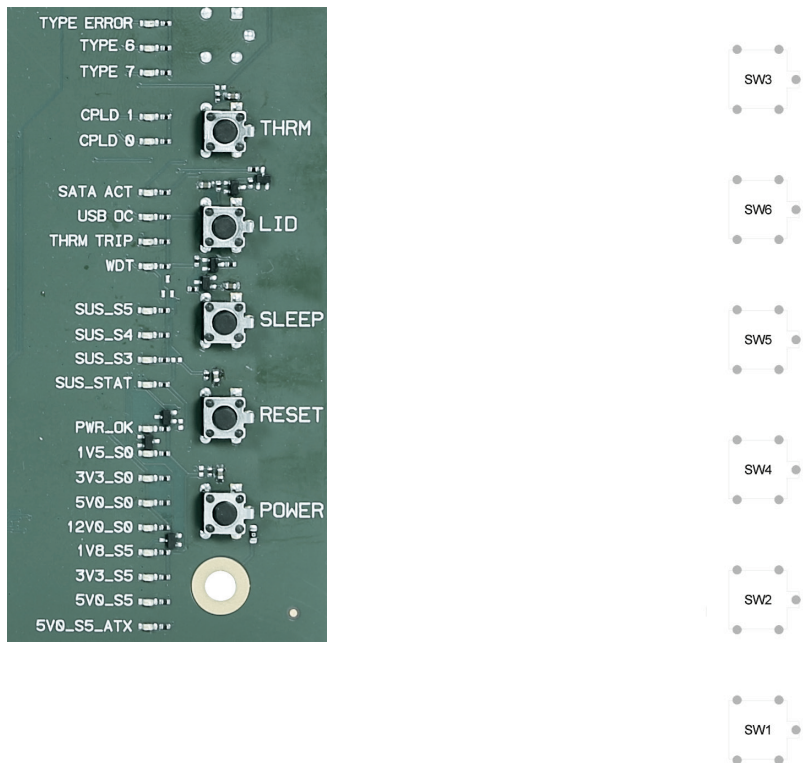 TYPE ERROR
TYPE 6
TYPE 7
CPLD 1
CPLD 0
THRM
SATA ACT
USB OC
THRM TRIP
WDT
LID
SUS_S5
SUS_S4
SUS_S3
SUS_STAT
SLEEP
PWR_OK
1V5_S0
3V3_S0
5V0_S0
12V0_S0
1V8_S5
3V3_S5
5V0_S5
5V0_S5_ATX
RESET
POWER
SW3
SW6
SW5
SW4
SW2
SW1